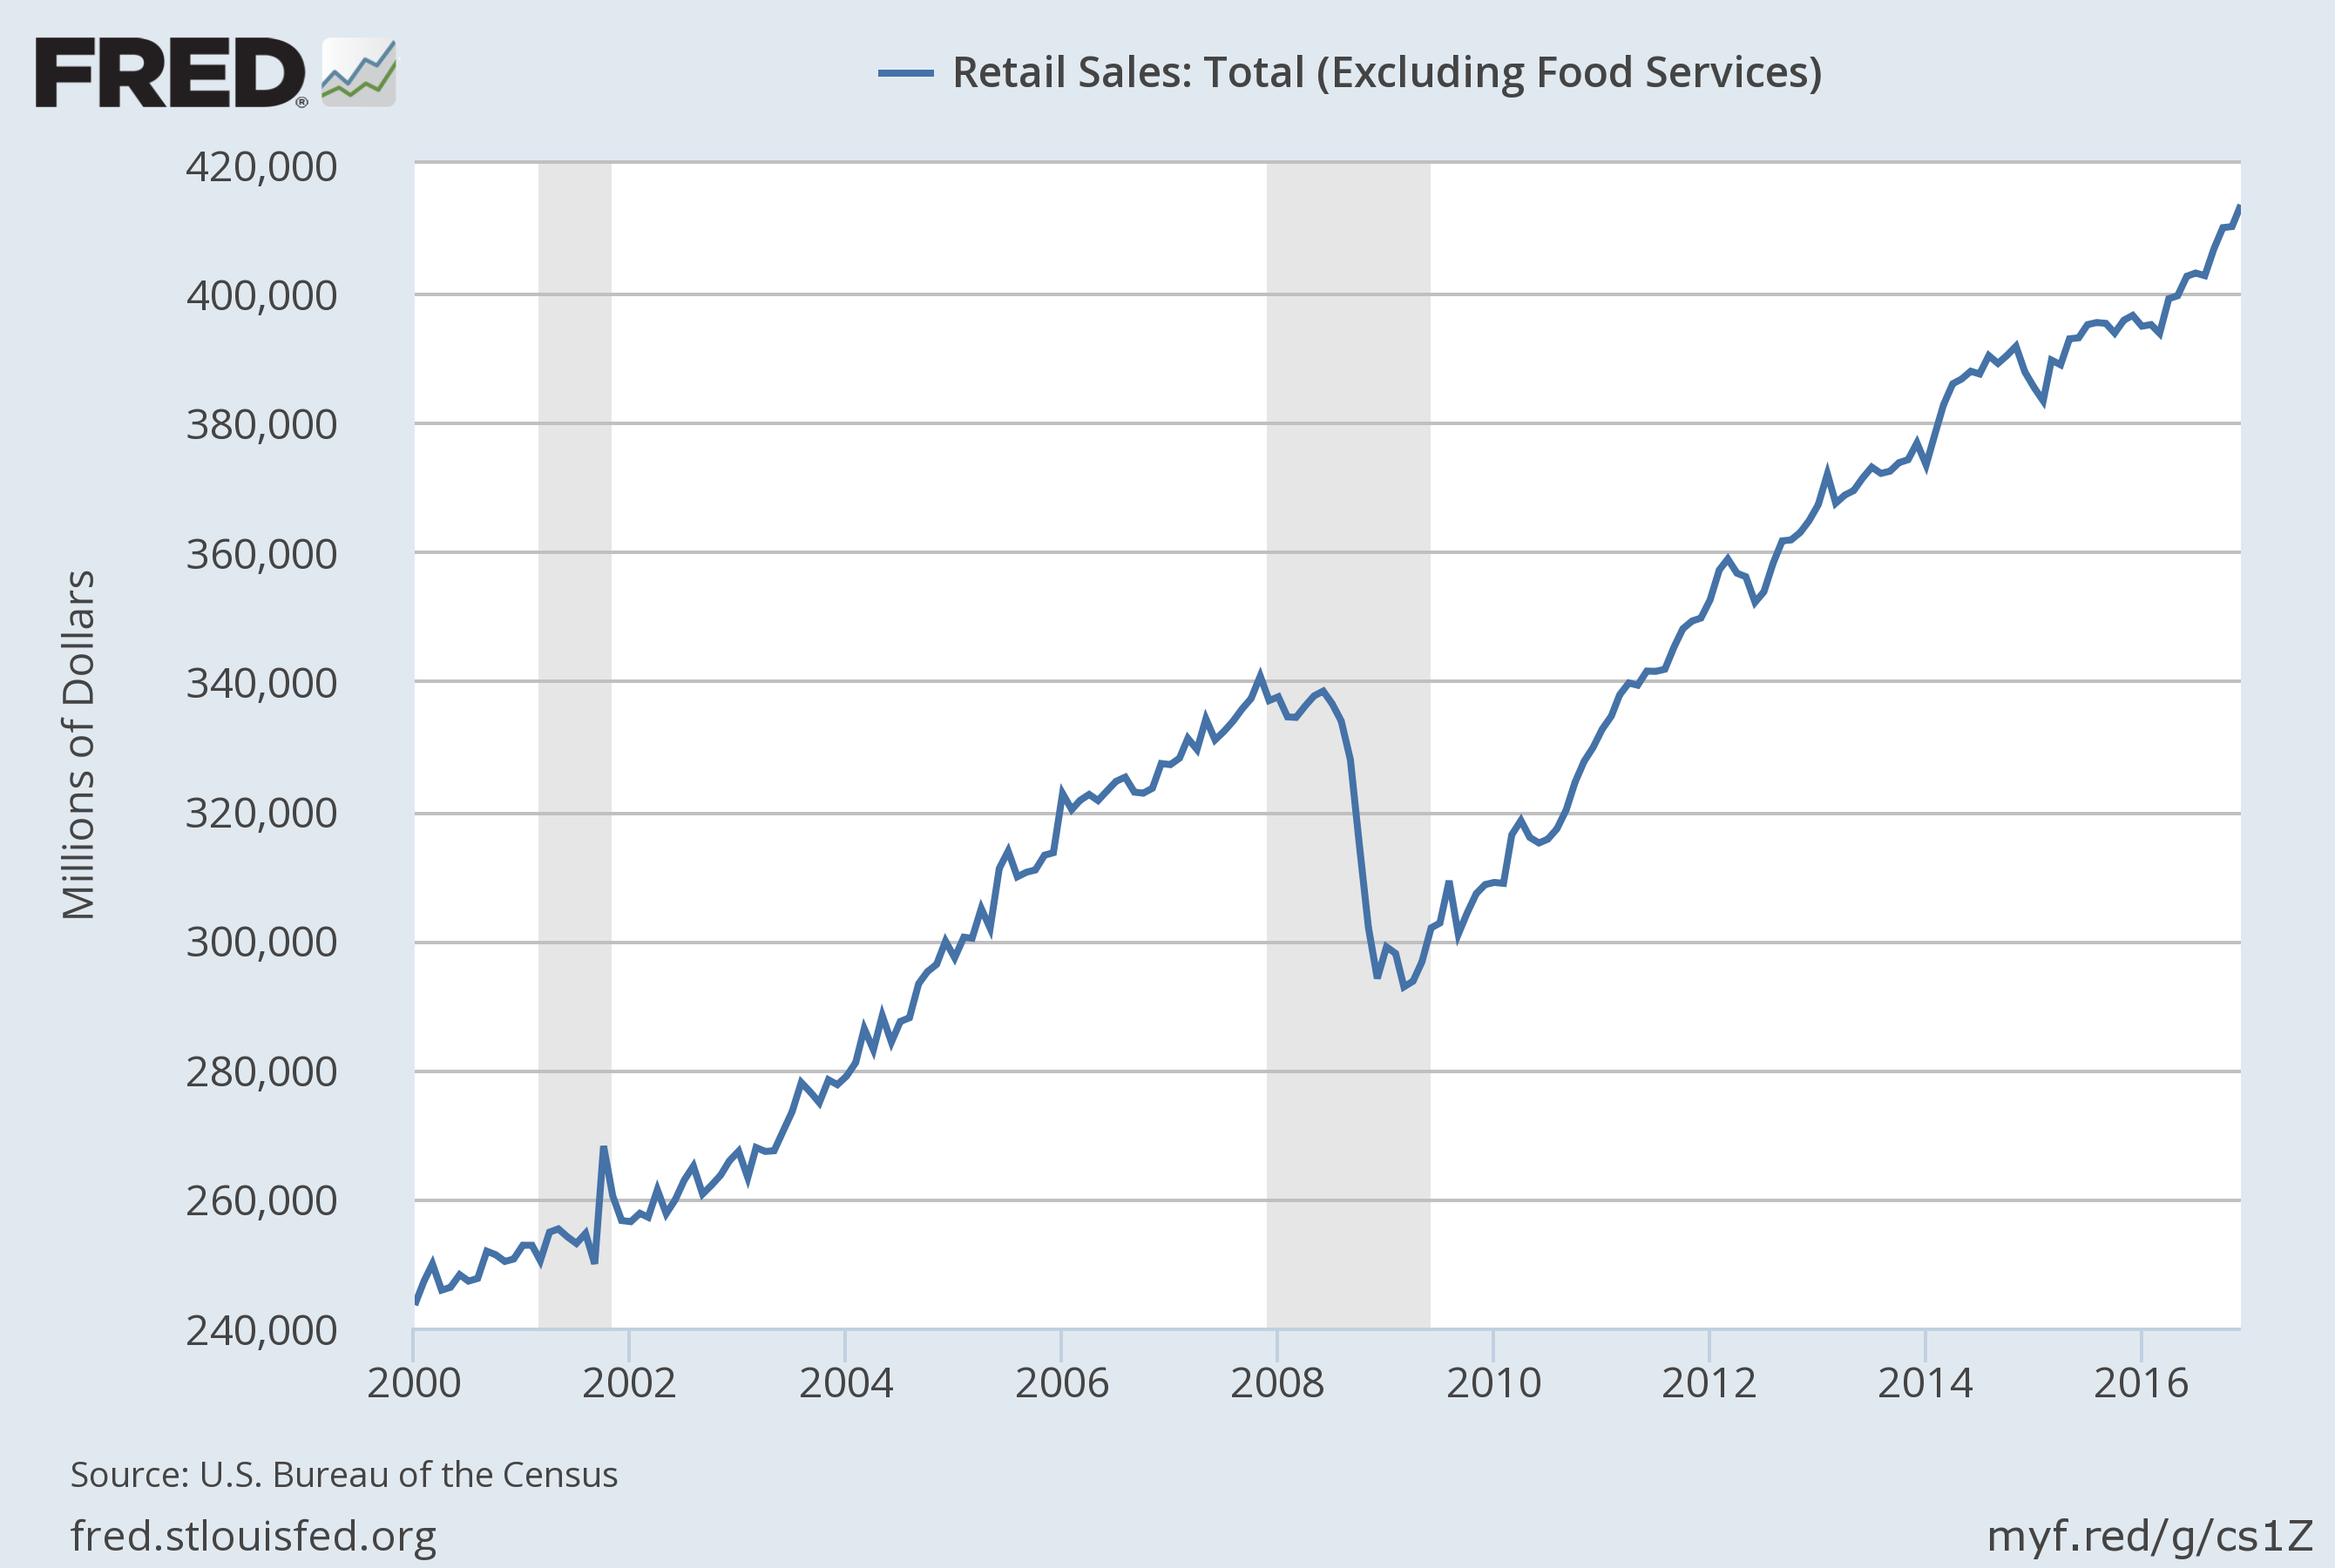 FRED®
Retail Sales: Total (Excluding Food Services)
420,000
400,000
380,000
360,000
340,000
320,000
300,000
280,000
260,000
240,000
Millions of Dollars
2000 2002 2004 2006 2008 2010 2012 2014 2016
Source: U.S. Bureau of the Census
fred.stlouisfed.org
myf.red/g/cs1Z